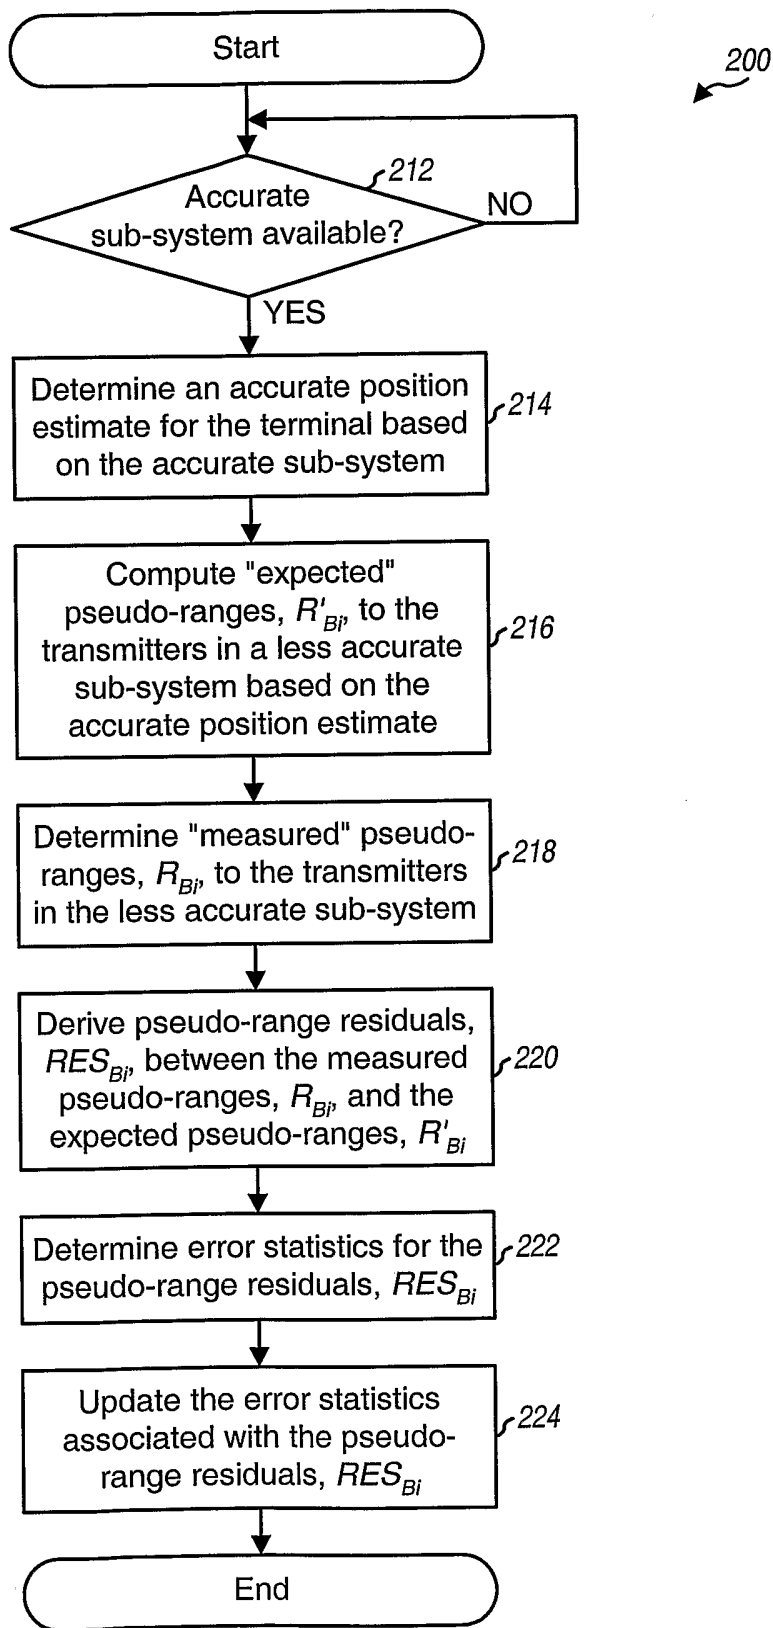 Start
200
212
Accurate
sub-system available?
NO
YES
Determine an accurate position
estimate for the terminal based
on the accurate sub-system
214
Compute "expected"
pseudo-ranges, R'Bi, to the
transmitters in a less accurate
sub-system based on the
accurate position estimate
216
Determine "measured" pseudo-
ranges, RBi, to the transmitters
in the less accurate sub-system
218
Derive pseudo-range residuals,
RESBi, between the measured
pseudo-ranges, RBi, and the
expected pseudo-ranges, R'Bi
220
Determine error statistics for the
pseudo-range residuals, RESBi
222
Update the error statistics
associated with the pseudo-
range residuals, RESBi
224
End